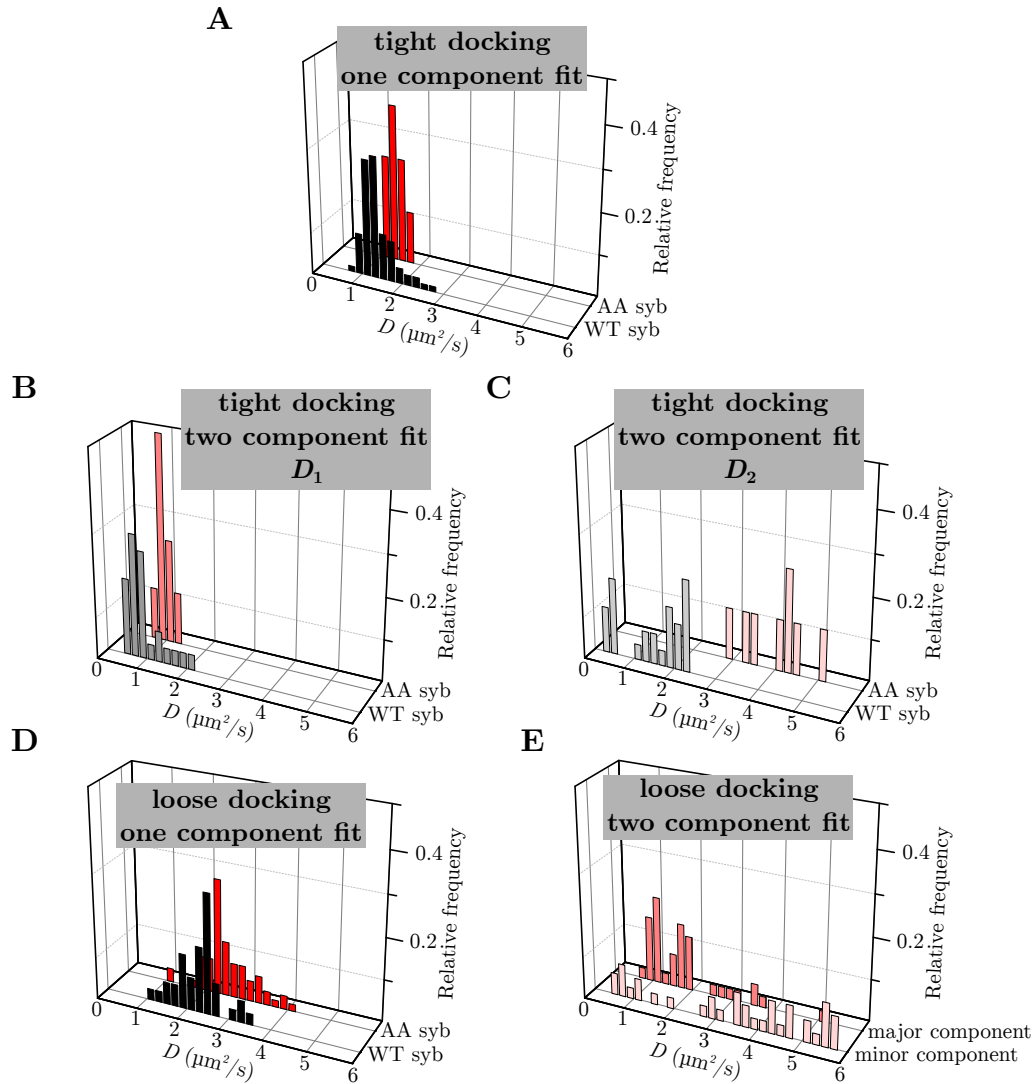 A
tight docking
one component fit
0.4
0.2
Relative frequency
0
1
2
3
4
5
6
D (µm²/s)
AA syb
WT syb
B
tight docking
two component fit
D₁
0.4
0.2
Relative frequency
0
1
2
3
4
5
6
D (µm²/s)
AA syb
WT syb
C
tight docking
two component fit
D₂
0.4
0.2
Relative frequency
0
1
2
3
4
5
6
D (µm²/s)
AA syb
WT syb
D
loose docking
one component fit
0.4
0.2
Relative frequency
0
1
2
3
4
5
6
D (µm²/s)
AA syb
WT syb
E
loose docking
two component fit
0.4
0.2
Relative frequency
0
1
2
3
4
5
6
D (µm²/s)
major component
minor component